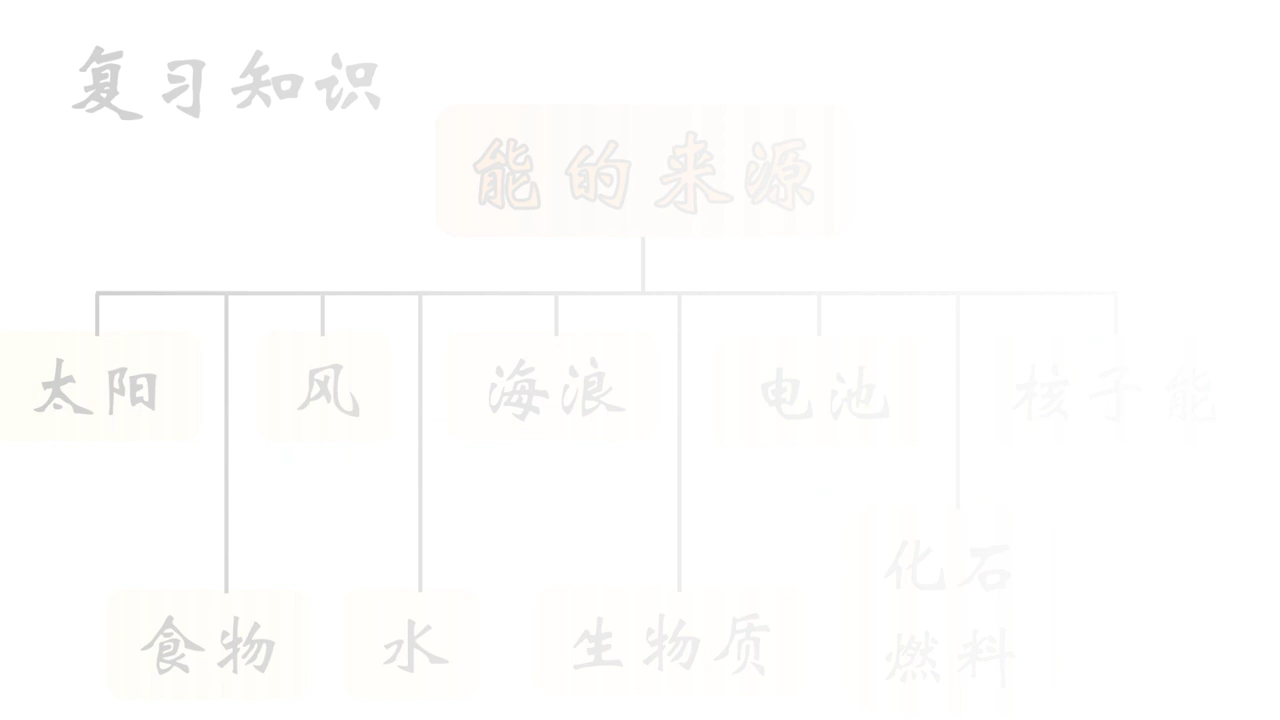 复习知识
能的来源
太阳
风
海浪
电池
核子能
食物
水
生物质
化石
燃料